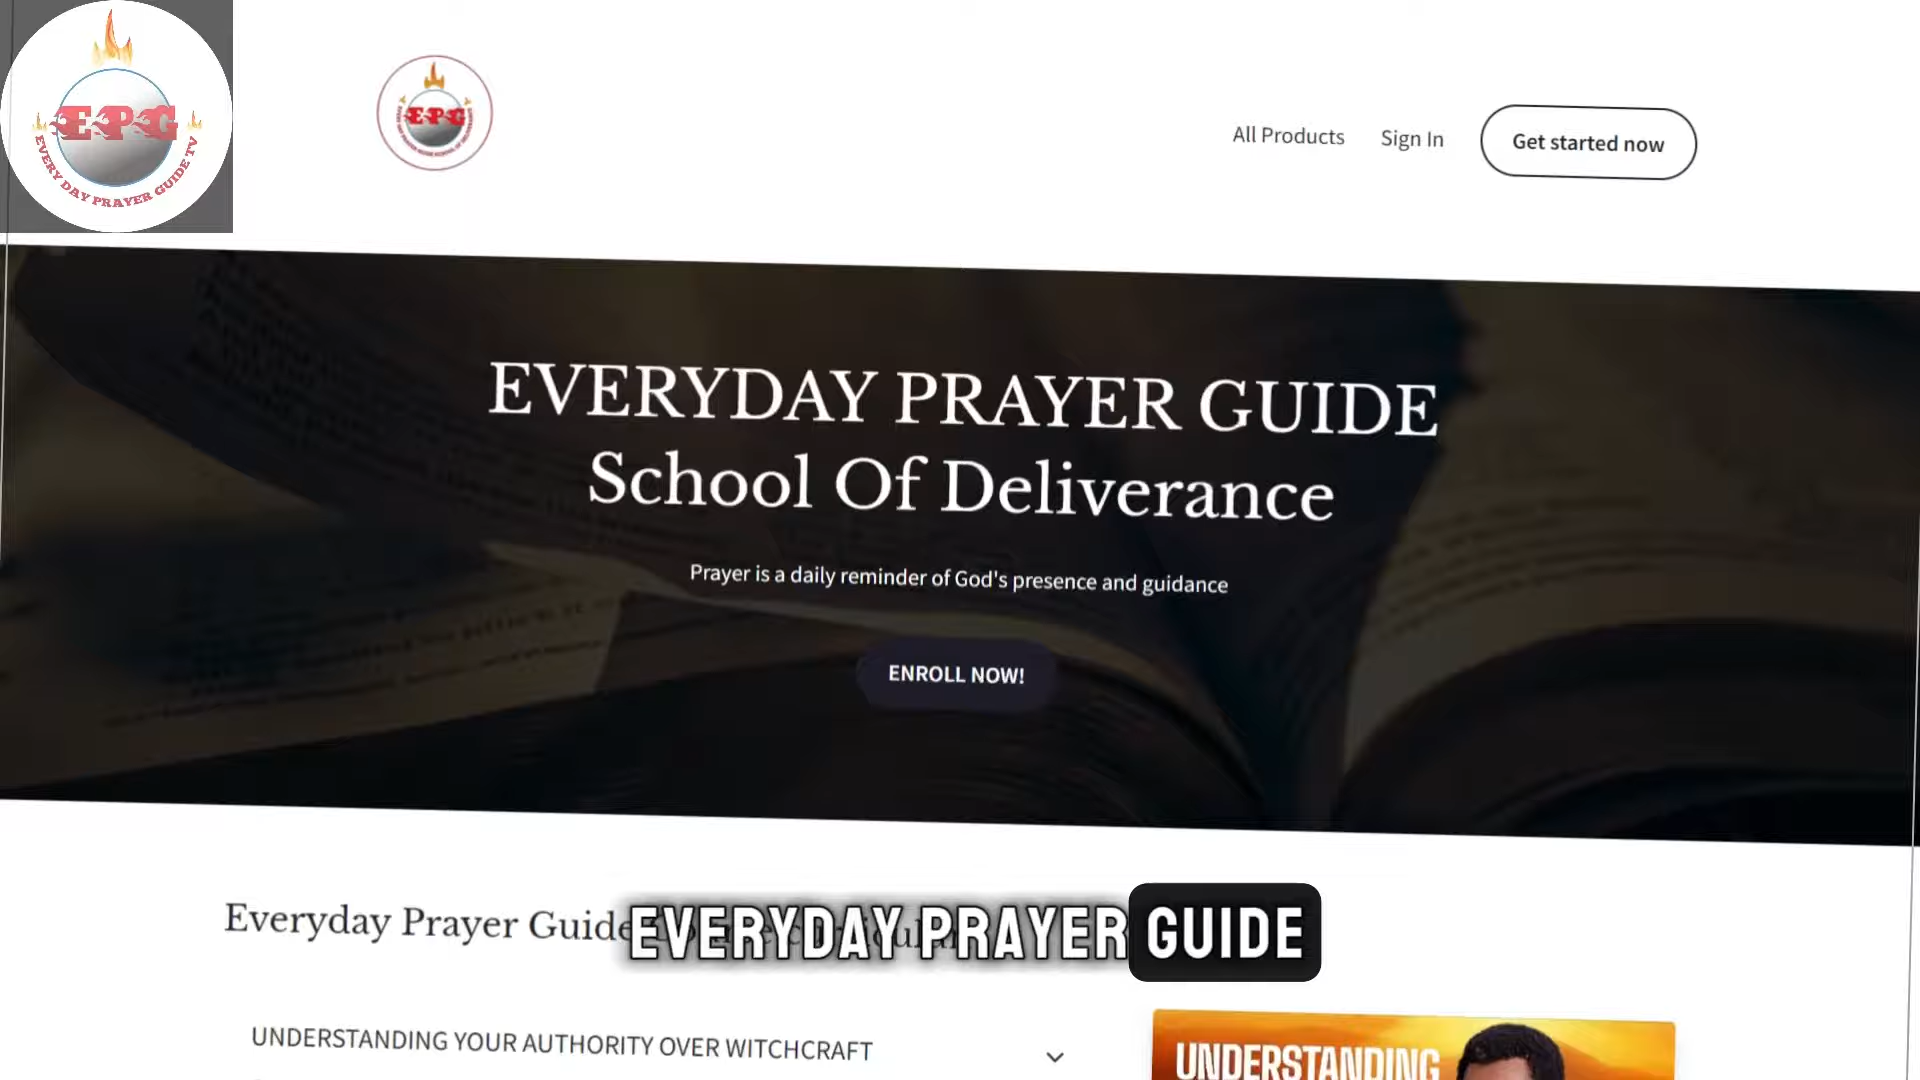 EPG
EVERY DAY PRAYER GUIDE TV
EPG
All Products
Sign In
Get started now
EVERYDAY PRAYER GUIDE
School Of Deliverance
Prayer is a daily reminder of God's presence and guidance
ENROLL NOW!
Everyday Prayer Guide
EVERYDAY PRAYER GUIDE
UNDERSTANDING YOUR AUTHORITY OVER WITCHCRAFT
UNDERSTANDING